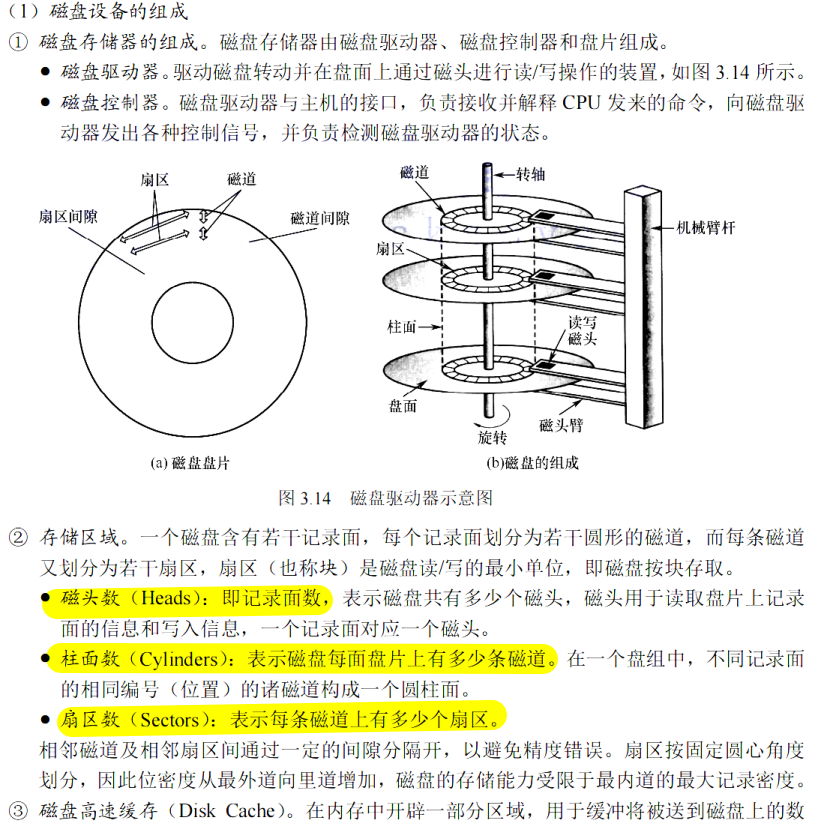 （1）磁盘设备的组成
① 磁盘存储器的组成。磁盘存储器由磁盘驱动器、磁盘控制器和盘片组成。
● 磁盘驱动器。驱动磁盘转动并在盘面上通过磁头进行读/写操作的装置，如图 3.14 所示。
● 磁盘控制器。磁盘驱动器与主机的接口，负责接收并解释 CPU 发来的命令，向磁盘驱
动器发出各种控制信号，并负责检测磁盘驱动器的状态。
扇区
磁道
扇区间隙
磁道间隙
(a) 磁盘盘片
磁道
转轴
机械臂杆
扇区
柱面
读写
磁头
盘面
磁头臂
旋转
(b)磁盘的组成
图 3.14 磁盘驱动器示意图
② 存储区域。一个磁盘含有若干记录面，每个记录面划分为若干圆形的磁道，而每条磁道
又划分为若干扇区，扇区（也称块）是磁盘读/写的最小单位，即磁盘按块存取。
● 磁头数（Heads）：即记录面数，表示磁盘共有多少个磁头，磁头用于读取盘片上记录
面的信息和写入信息，一个记录面对应一个磁头。
● 柱面数（Cylinders）：表示磁盘每面盘片上有多少条磁道。在一个盘组中，不同记录面
的相同编号（位置）的诸磁道构成一个圆柱面。
● 扇区数（Sectors）：表示每条磁道上有多少个扇区。
相邻磁道及相邻扇区间通过一定的间隙分隔开，以避免精度错误。扇区按固定圆心角度
划分，因此位密度从最外道向里道增加，磁盘的存储能力受限于最内道的最大记录密度。
③ 磁盘高速缓存（Disk Cache）。在内存中开辟一部分区域，用于缓冲将被送到磁盘上的数